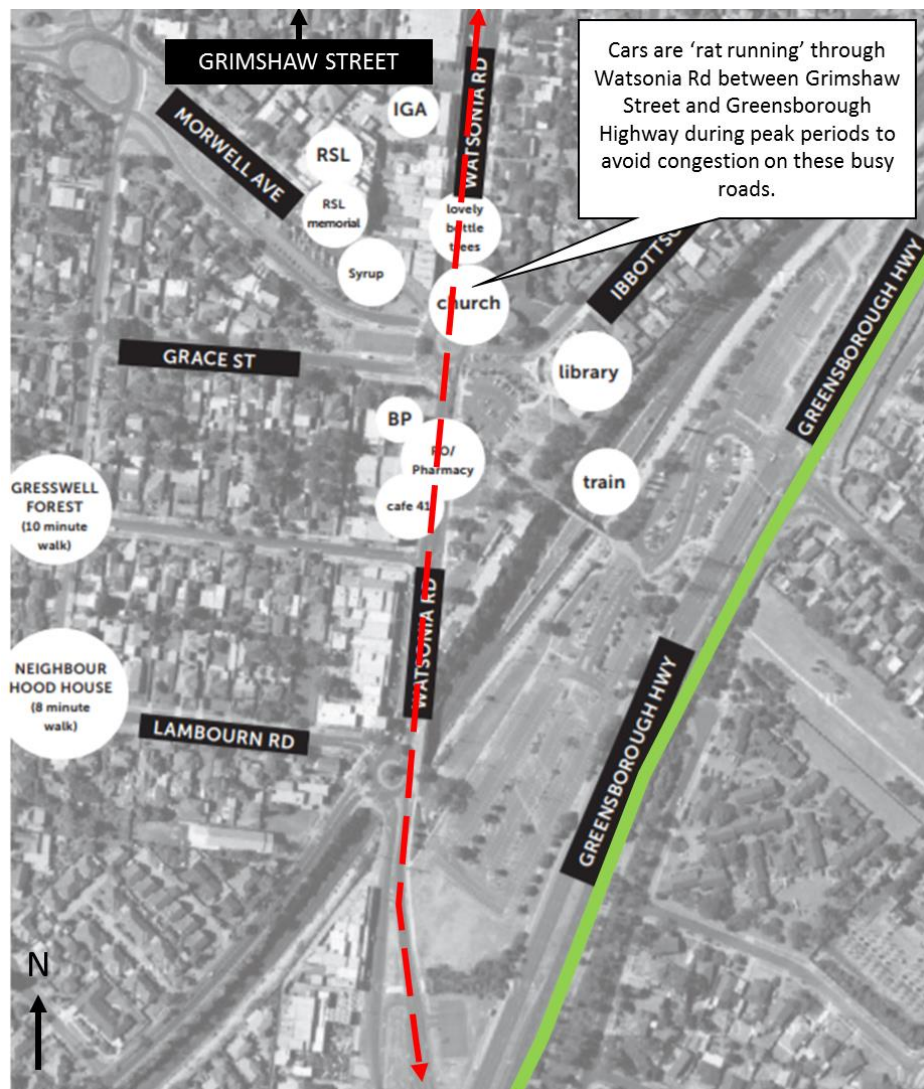 GRIMSHAW STREET
Cars are ‘rat running’ through
Watsonia Rd between Grimshaw
Street and Greensborough
Highway during peak periods to
avoid congestion on these busy
roads.
WATSONIA RD
IGA
MORWELL AVE
RSL
RSL
memorial
lovely
bottle
trees
Syrup
church
GREENSBOROUGH HWY
GRACE ST
library
BP
PO/
Pharmacy
train
cafe 41
GRESSWELL
FOREST
(10 minute
walk)
WATSONIA RD
NEIGHBOUR
HOOD HOUSE
(8 minute
walk)
LAMBOURN RD
GREENSBOROUGH HWY
N